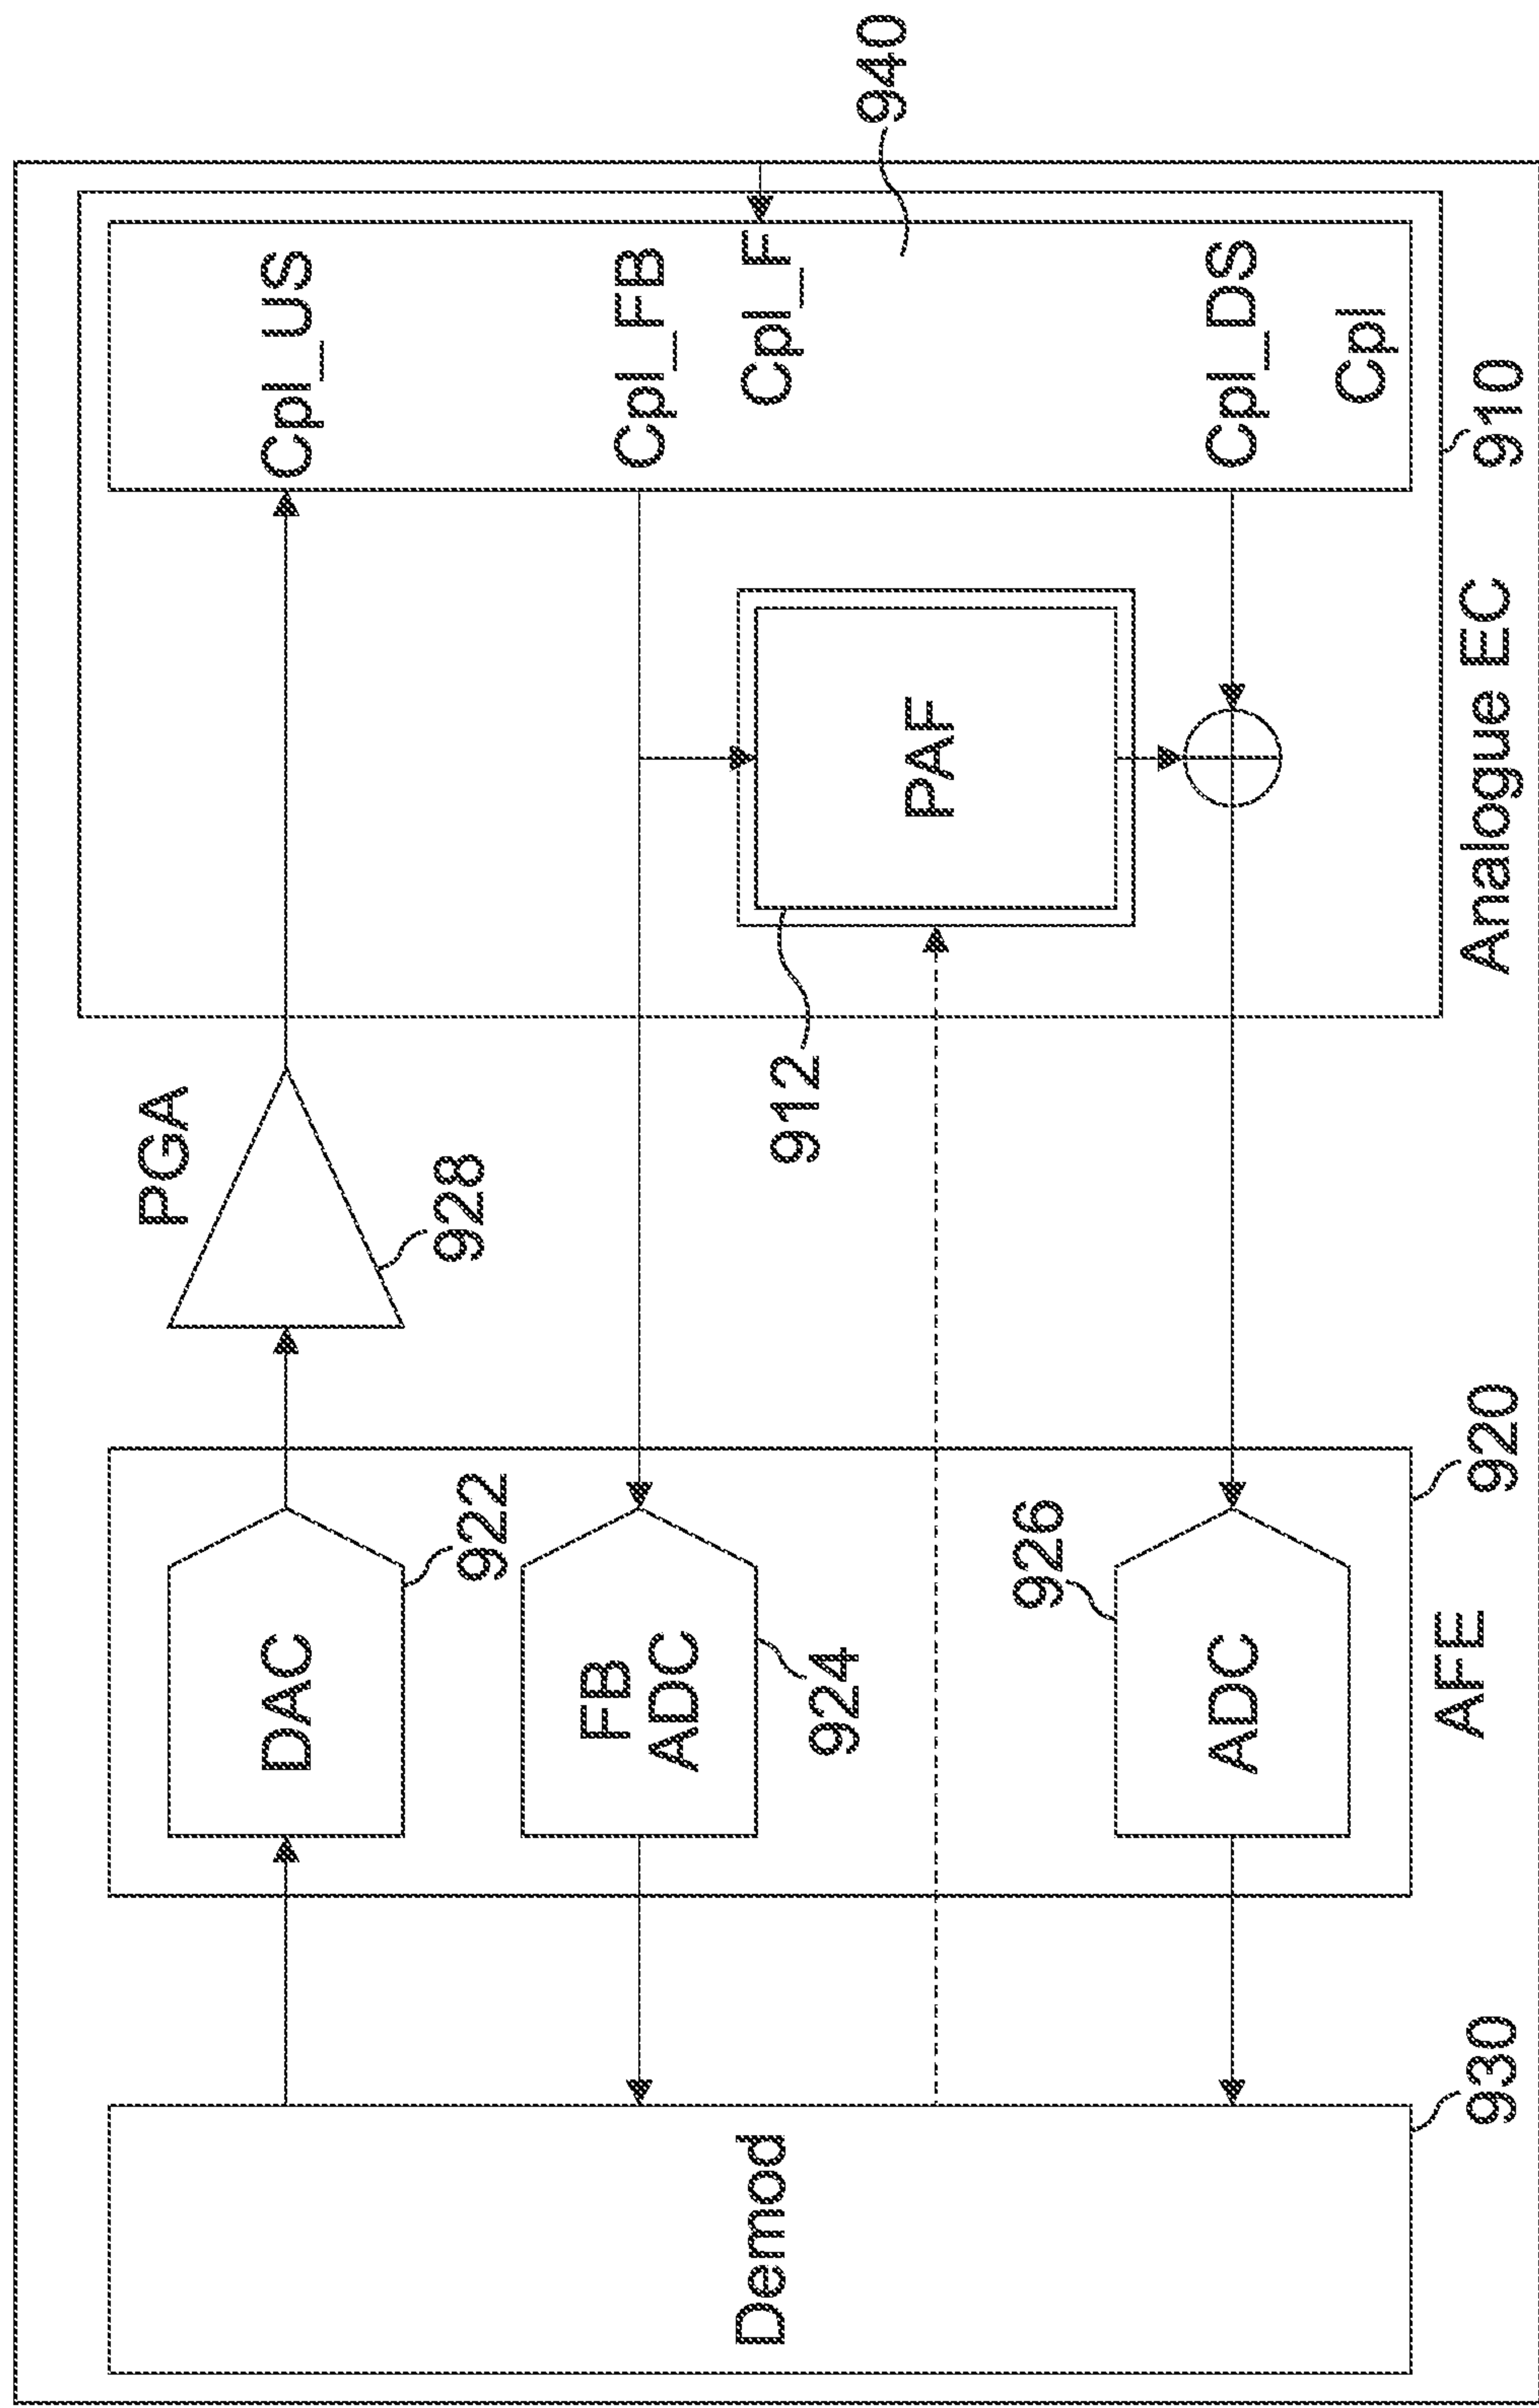 Demod
930
DAC
922
FB
ADC
924
926
ADC
AFE
920
PGA
928
912
PAF
Cpl_US
Cpl_FB
Cpl_F
Cpl_DS
Cpl
940
910
Analogue EC